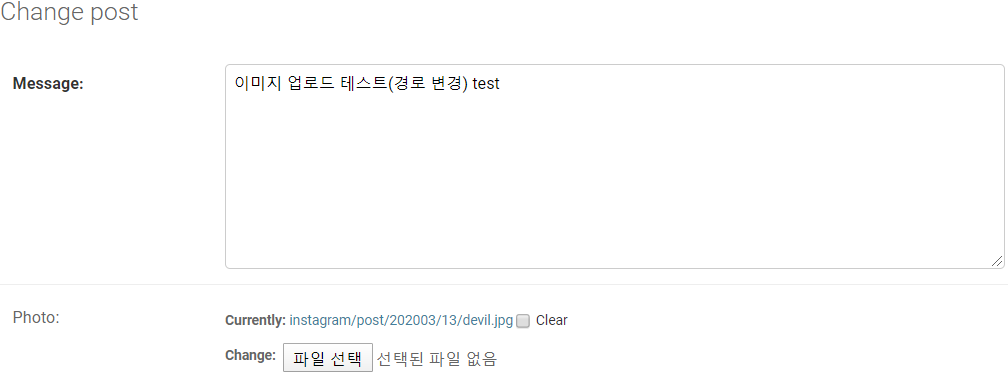 Change post
Message:
이미지 업로드 테스트(경로 변경) test
Photo:
Currently: instagram/post/202003/13/devil.jpg Clear
Change: 파일 선택 선택된 파일 없음